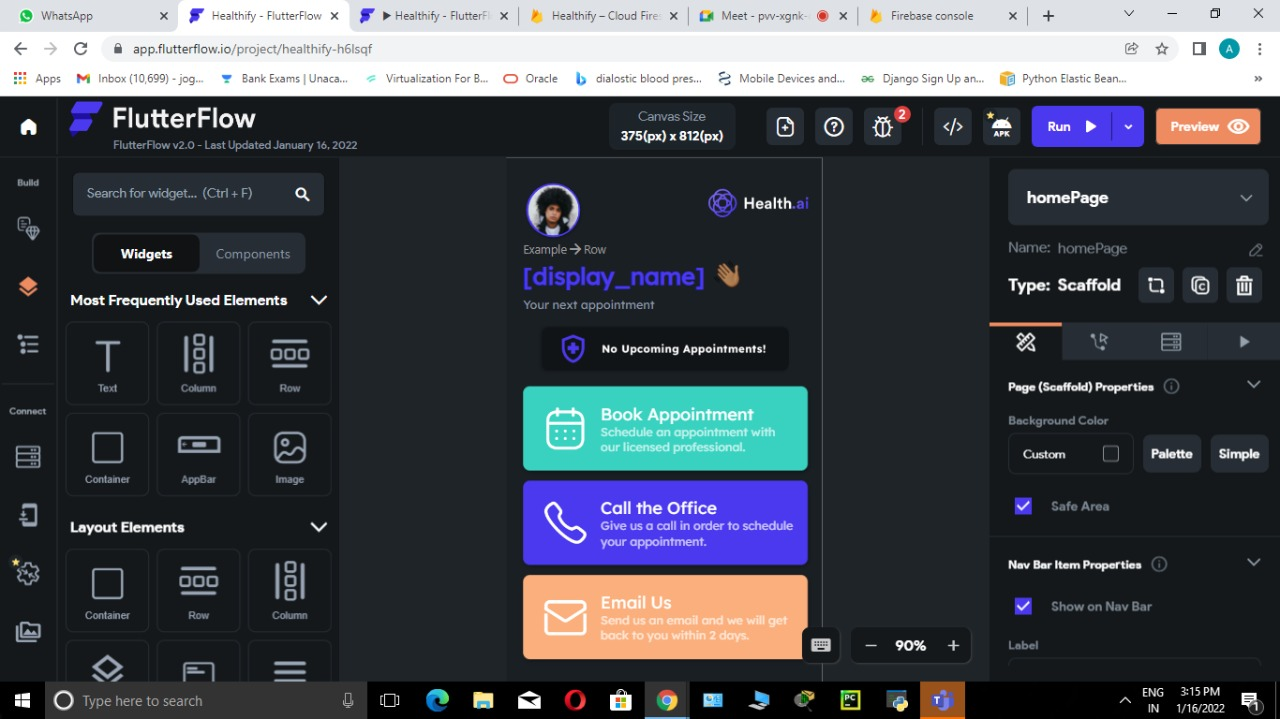 WhatsApp
Healthify - FlutterFlow
Healthify - FlutterF
Healthify – Cloud Fire
Meet - pvv-xgnk-
Firebase console
app.flutterflow.io/project/healthify-h6lsqf
A
Apps
Inbox (10,699) - jog...
Bank Exams | Unaca...
Virtualization For B...
Oracle
dialostic blood pres...
Mobile Devices and...
Django Sign Up an...
Python Elastic Bean...
»
FlutterFlow
FlutterFlow v2.0 - Last Updated January 16, 2022
Canvas Size
375(px) x 812(px)
2
APK
Run
Preview
Build
Connect
Search for widget... (Ctrl + F)
Widgets
Components
Most Frequently Used Elements
Text
Column
Row
Container
AppBar
Image
Layout Elements
Container
Row
Column
Health.ai
Example → Row
[display_name] 👋🏾
Your next appointment
No Upcoming Appointments!
Book Appointment
Schedule an appointment with
our licensed professional.
Call the Office
Give us a call in order to schedule
your appointment.
Email Us
Send us an email and we will get
back to you within 2 days.
90%
homePage
Name: homePage
Type: Scaffold
Page (Scaffold) Properties
Background Color
Custom
Palette
Simple
Safe Area
Nav Bar Item Properties
Show on Nav Bar
Label
Type here to search
PC
ENG
IN
3:15 PM
1/16/2022
1